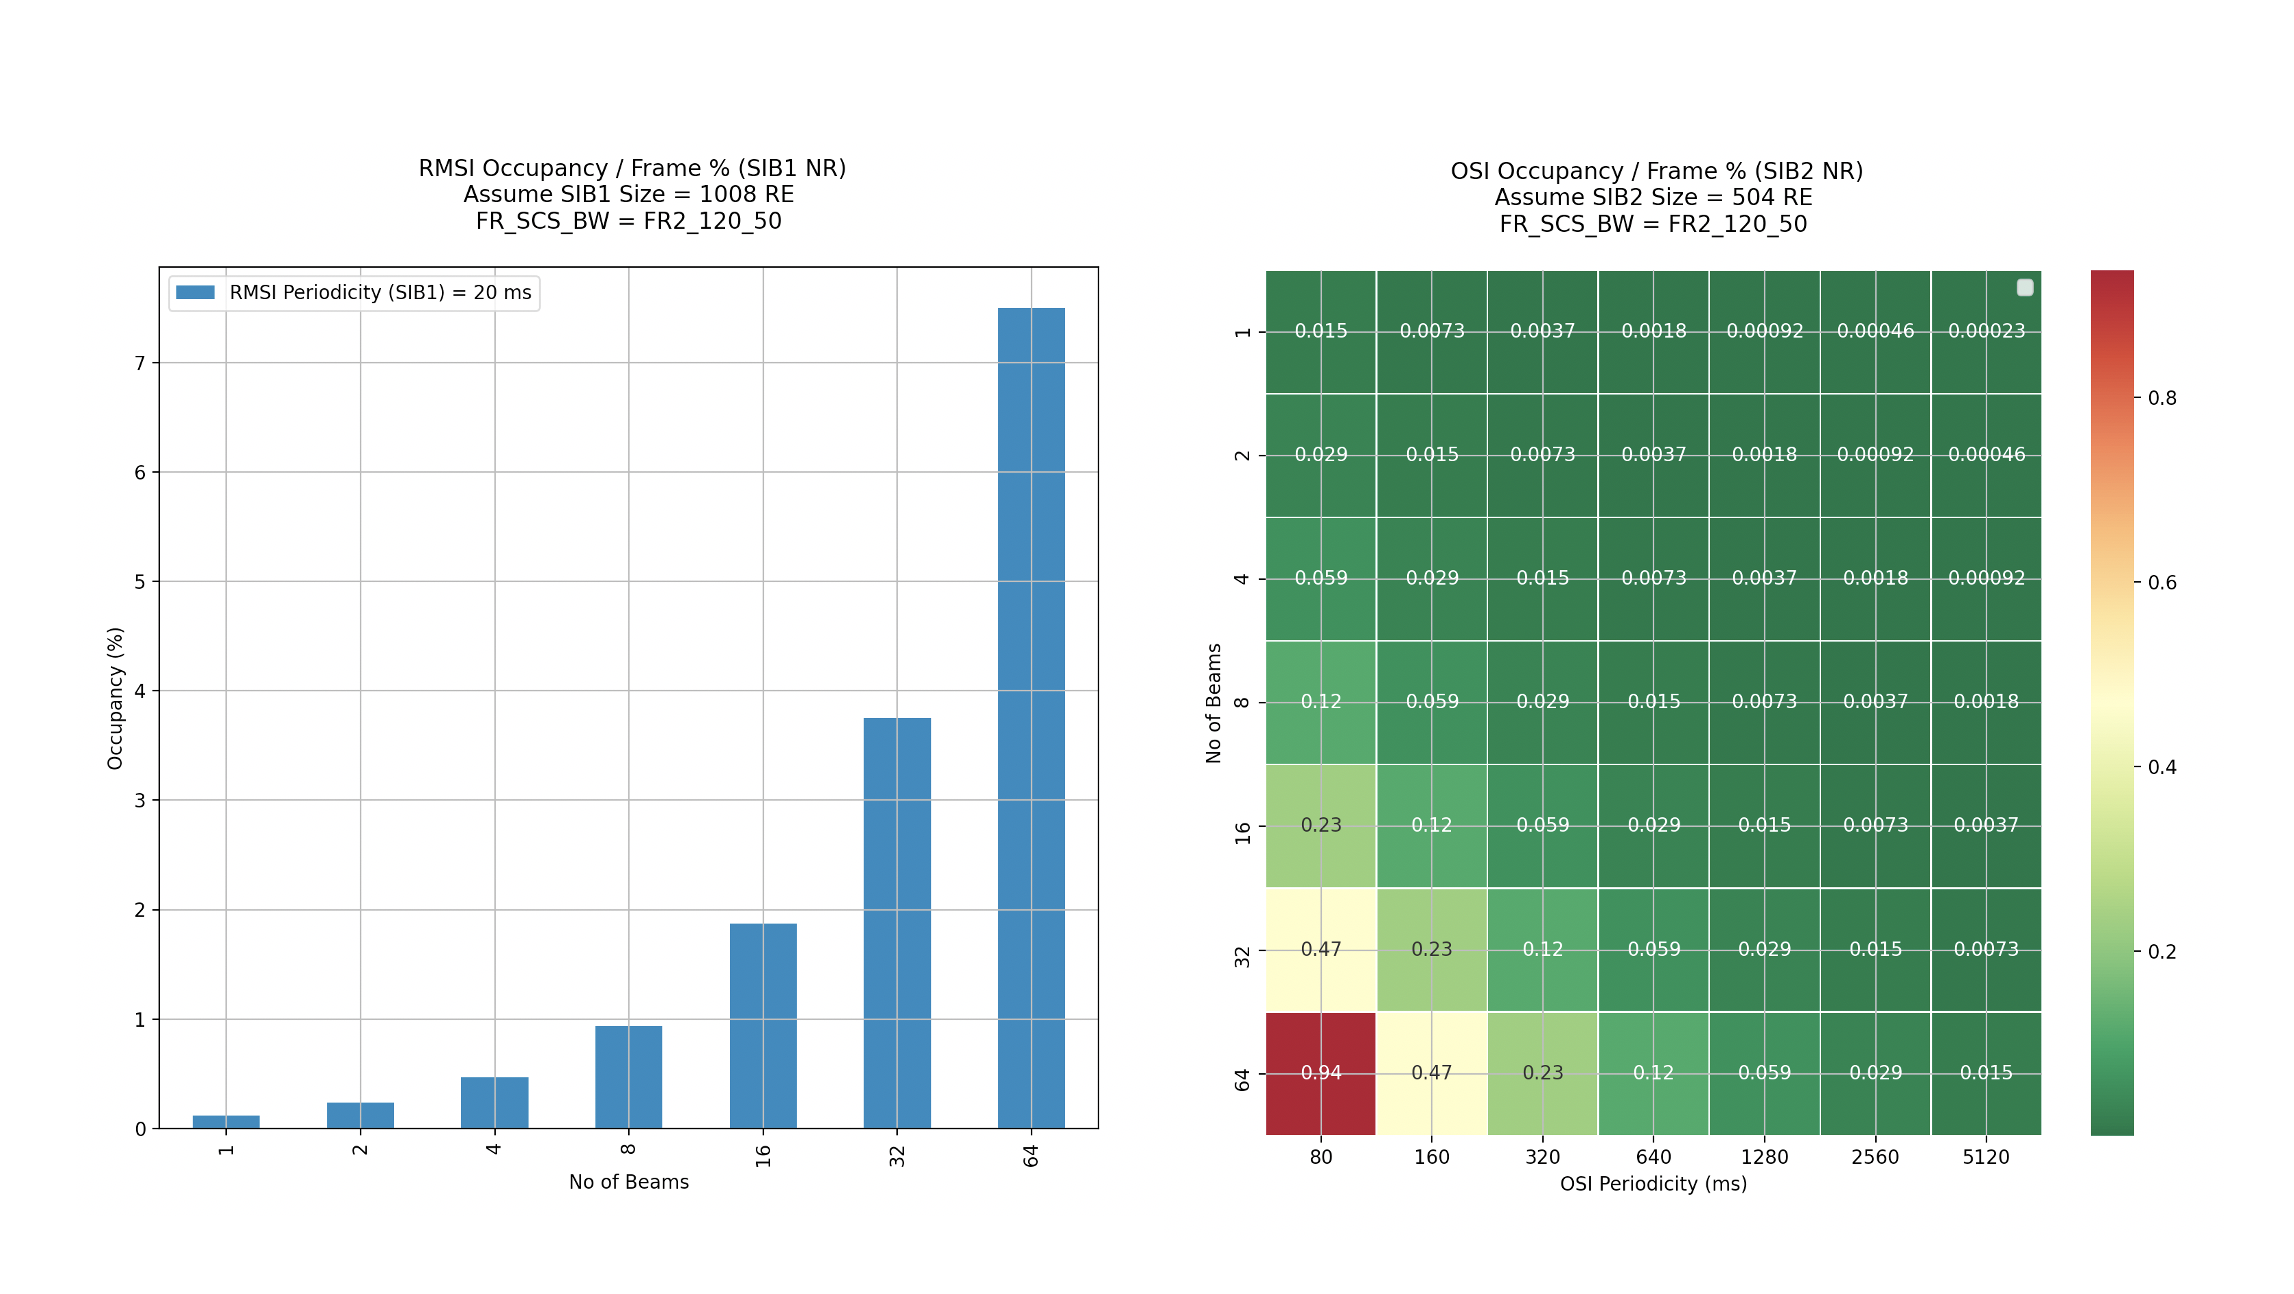 RMSI Occupancy / Frame % (SIB1 NR)
Assume SIB1 Size = 1008 RE
FR_SCS_BW = FR2_120_50
RMSI Periodicity (SIB1) = 20 ms
7
6
5
4
3
2
1
0
Occupancy (%)
1 2 4 8 16 32 64
No of Beams
OSI Occupancy / Frame % (SIB2 NR)
Assume SIB2 Size = 504 RE
FR_SCS_BW = FR2_120_50
No of Beams
1 0.015 0.0073 0.0037 0.0018 0.00092 0.00046 0.00023
2 0.029 0.015 0.0073 0.0037 0.0018 0.00092 0.00046
4 0.059 0.029 0.015 0.0073 0.0037 0.0018 0.00092
8 0.12 0.059 0.029 0.015 0.0073 0.0037 0.0018
16 0.23 0.12 0.059 0.029 0.015 0.0073 0.0037
32 0.47 0.23 0.12 0.059 0.029 0.015 0.0073
64 0.94 0.47 0.23 0.12 0.059 0.029 0.015
80 160 320 640 1280 2560 5120
OSI Periodicity (ms)
0.8
0.6
0.4
0.2